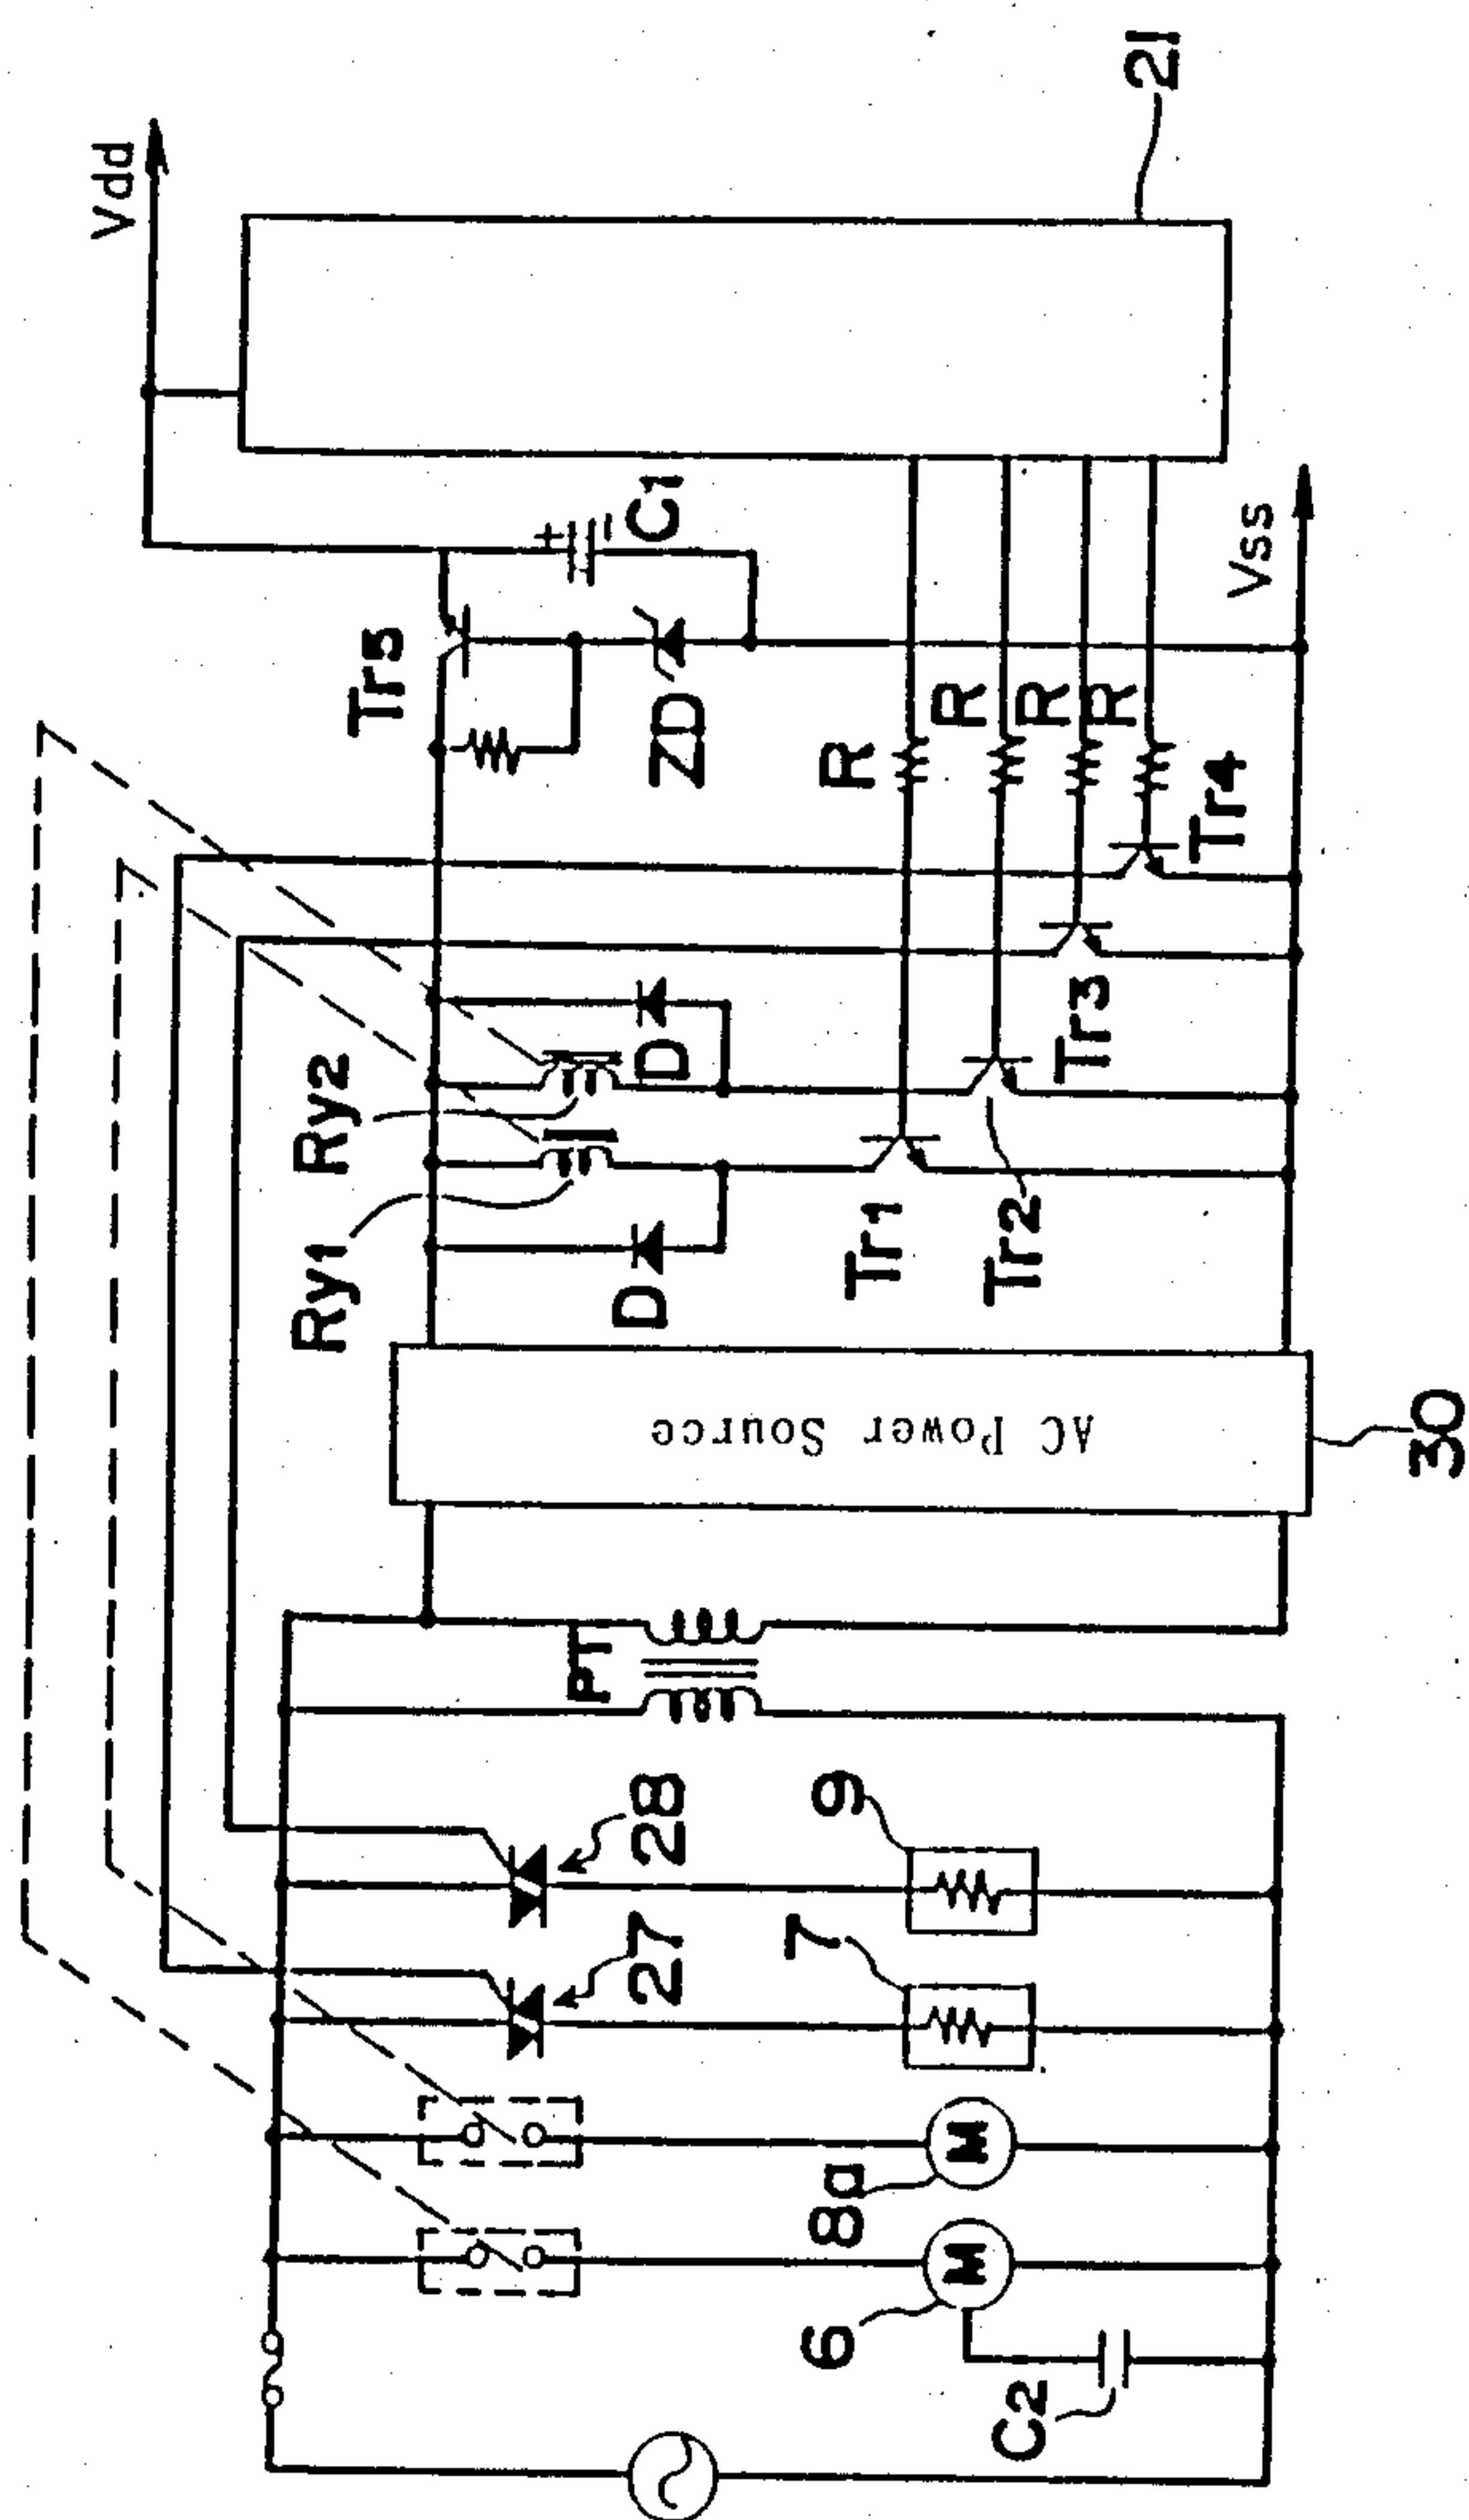 Vdd
21
Tr5
C1
+
−
ZD
R
R
R
R
Vss
Tr4
Tr3
Ry2
D
Ry1
D
Tr1
Tr2
AC Power Source
30
PT
28
27
9
7
8a
M
6
M
C2